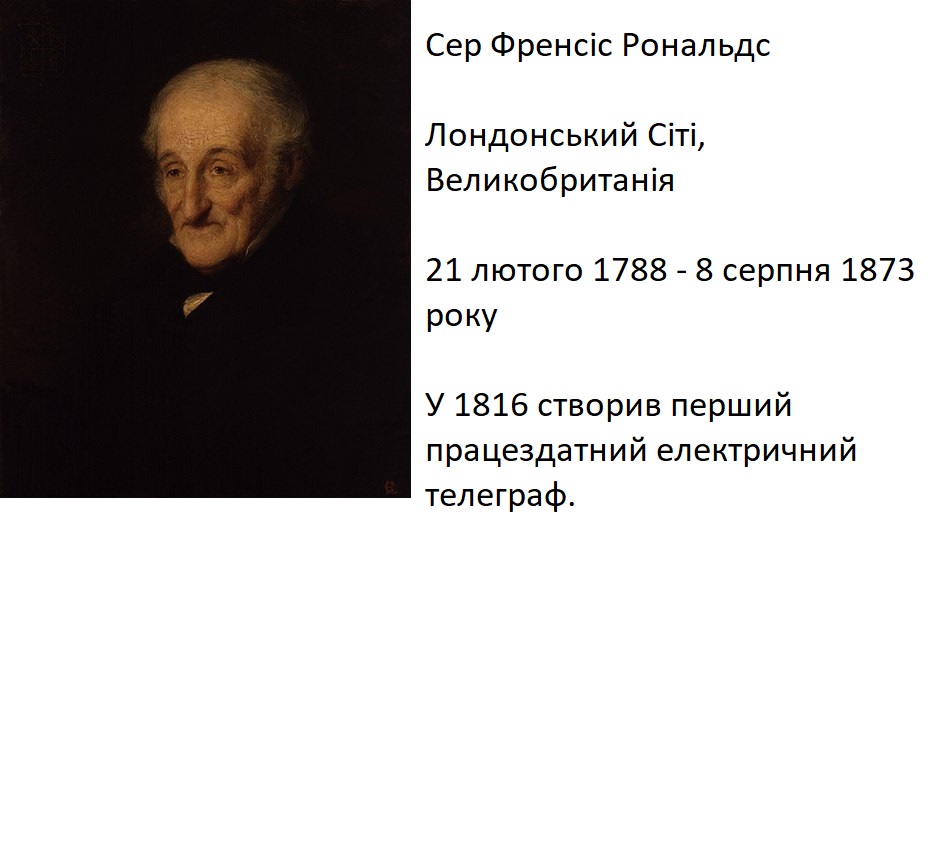 Сер Френсіс Рональдс
Лондонський Сіті,
Великобританія
21 лютого 1788 - 8 серпня 1873
року
У 1816 створив перший
працездатний електричний
телеграф.